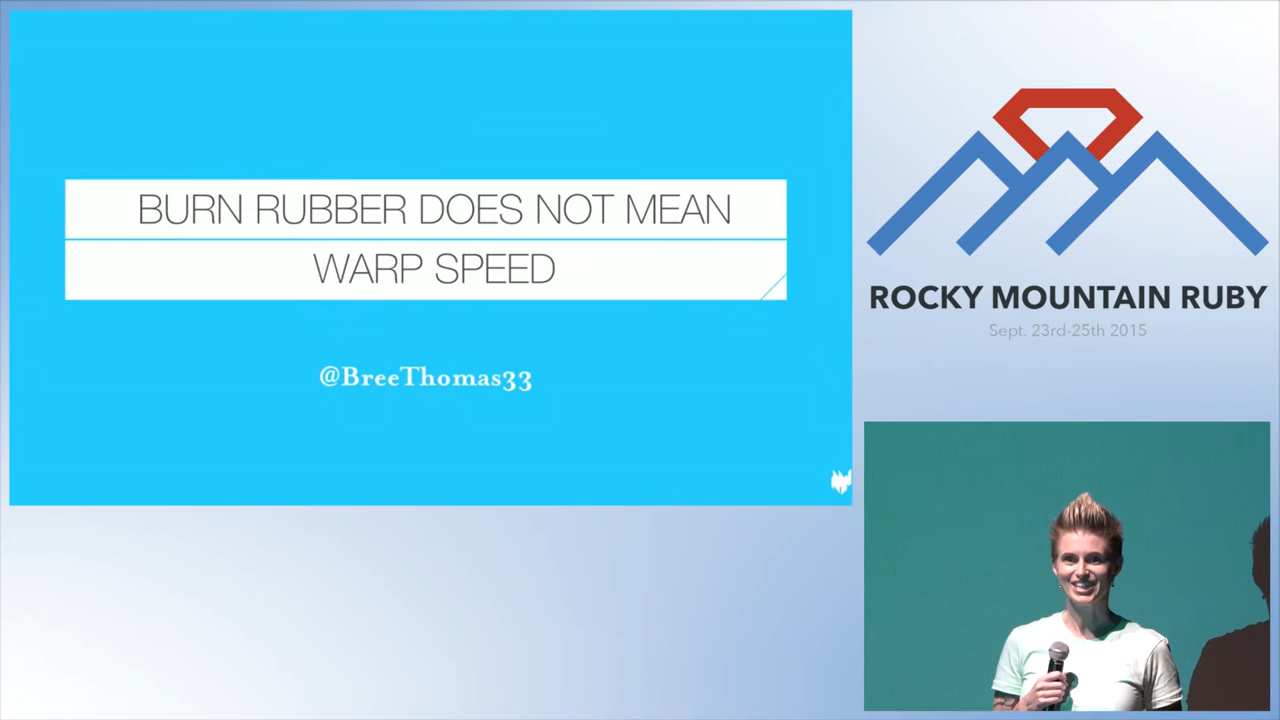 BURN RUBBER DOES NOT MEAN
WARP SPEED
@BreeThomas33
ROCKY MOUNTAIN RUBY
Sept. 23rd-25th 2015